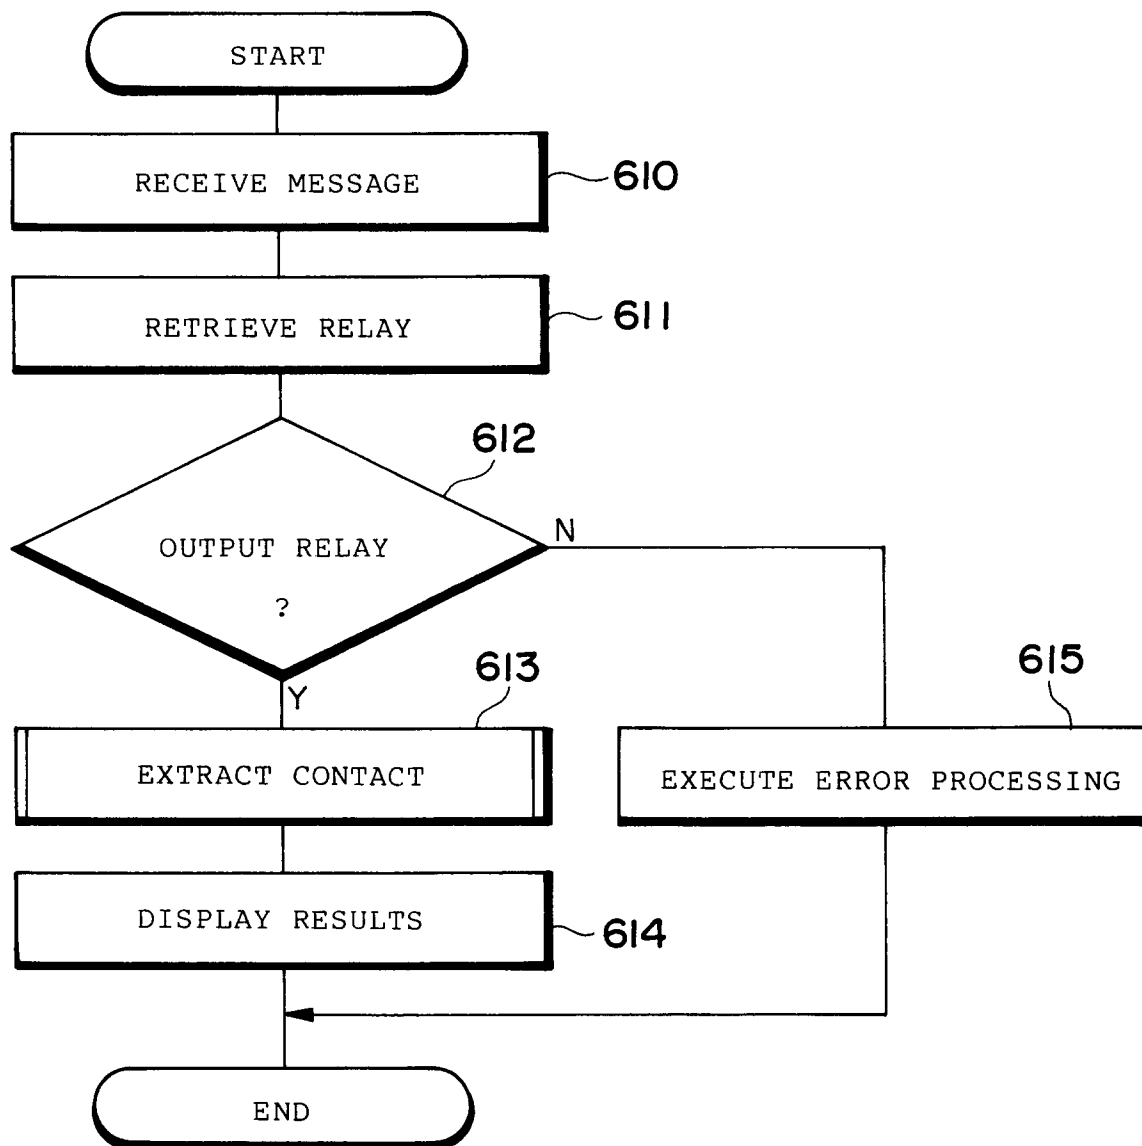 START
RECEIVE MESSAGE
610
RETRIEVE RELAY
611
612
OUTPUT RELAY
?
N
Y
613
EXTRACT CONTACT
615
EXECUTE ERROR PROCESSING
DISPLAY RESULTS
614
END